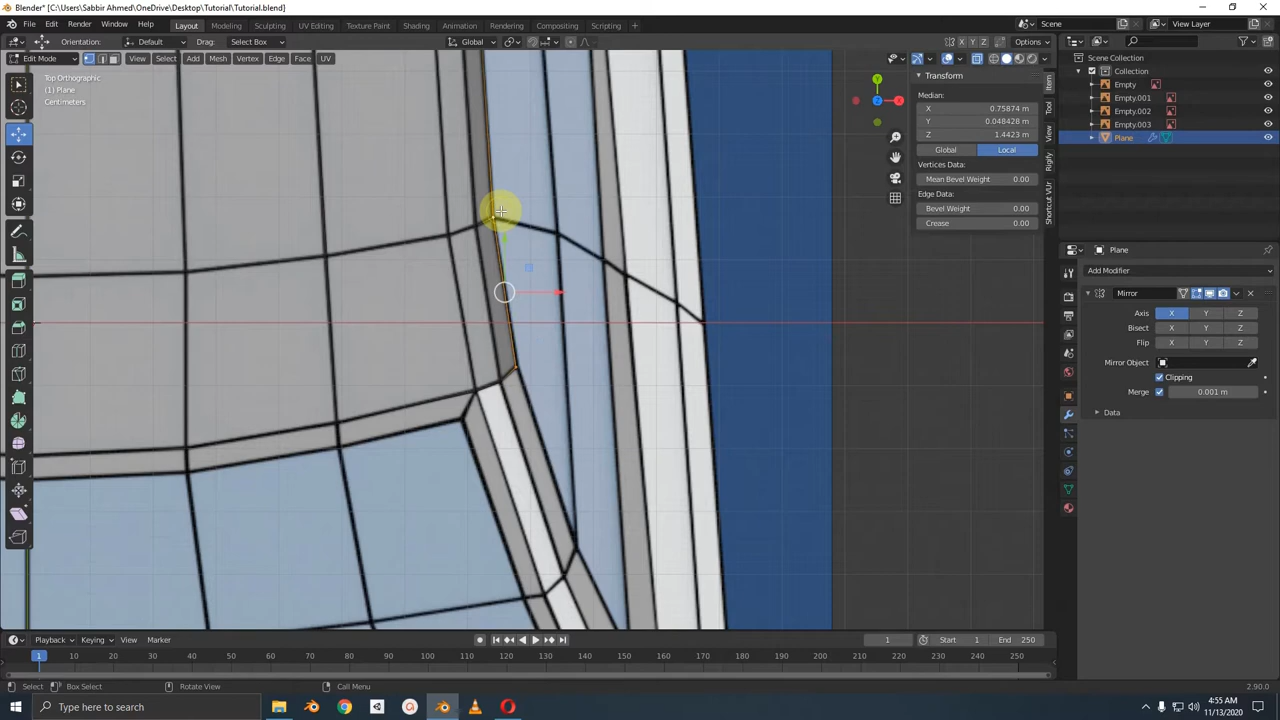 Blender* [C:\Users\Sabbir Ahmed\OneDrive\Desktop\Tutorial\Tutorial.blend]
File Edit Render Window Help Layout Modeling Sculpting UV Editing Texture Paint Shading Animation Rendering Compositing Scripting + Scene View Layer
Orientation: Default Drag: Select Box Global X Y Z Options
Edit Mode View Select Add Mesh Vertex Edge Face UV
Top Orthographic
(1) Plane
Centimeters
Transform
Median:
X 0.75874 m
Y 0.048428 m
Z 1.4423 m
Global Local
Vertices Data:
Mean Bevel Weight 0.00
Edge Data:
Bevel Weight 0.00
Crease 0.00
Item
Tool
View
Rigify
Shortcut VUr
Y
X
Z
Scene Collection
Collection
Empty
Empty.001
Empty.002
Empty.003
Plane
Plane
Add Modifier
Mirror
Axis X Y Z
Bisect X Y Z
Flip X Y Z
Mirror Object
Clipping
Merge 0.001 m
Data
Playback Keying View Marker 1 Start 1 End 250
1 10 20 30 40 50 60 70 80 90 100 110 120 130 140 150 160 170 180 190 200 210 220 230 240 250
Select Box Select Rotate View Call Menu 2.90.0
Type here to search
4:55 AM
11/13/2020